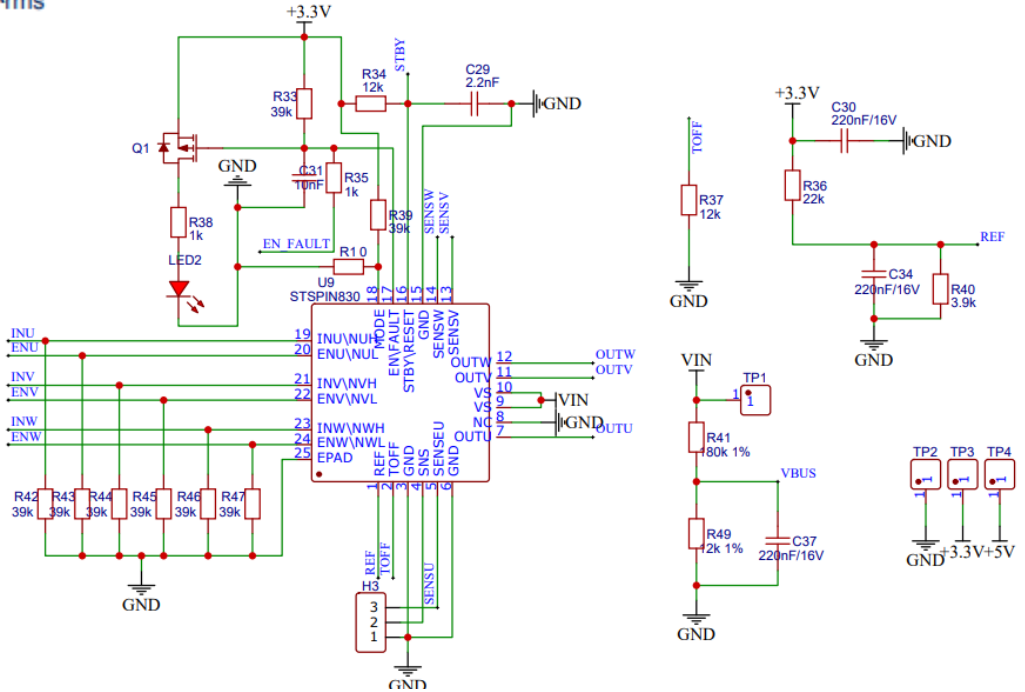 +3.3V
R34
12k
STBY
C29
2.2nF
GND
R33
39k
Q1
GND
C31
10nF
R35
1k
R38
1k
LED2
EN_FAULT
R39
39k
R10
SENSW
SENSV
U9
STSPIN830
18
17
16
15
14
13
MODE
EN\FAULT
STBY\RESET
GND
SENSW
SENSV
INU
ENU
INV
ENV
INW
ENW
19
20
21
22
23
24
25
INU\NUH
ENU\NUL
INV\NVH
ENV\NVL
INW\NWH
ENW\NWL
EPAD
OUTW
OUTV
VS
VS
NC
OUTU
12
11
10
9
8
7
OUTW
OUTV
VIN
GND
OUTU
REF
TOFF
GND
SNS
SENSEU
GND
1
2
3
4
5
6
R42
39k
R43
39k
R44
39k
R45
39k
R46
39k
R47
39k
GND
REF
TOFF
SENSU
H3
3
2
1
GND
TOFF
R37
12k
GND
+3.3V
C30
220nF/16V
GND
R36
22k
REF
C34
220nF/16V
R40
3.9k
GND
VIN
TP1
1
1
R41
180k 1%
VBUS
R49
12k 1%
C37
220nF/16V
GND
TP2
1
1
GND
TP3
1
1
+3.3V
TP4
1
1
+5V